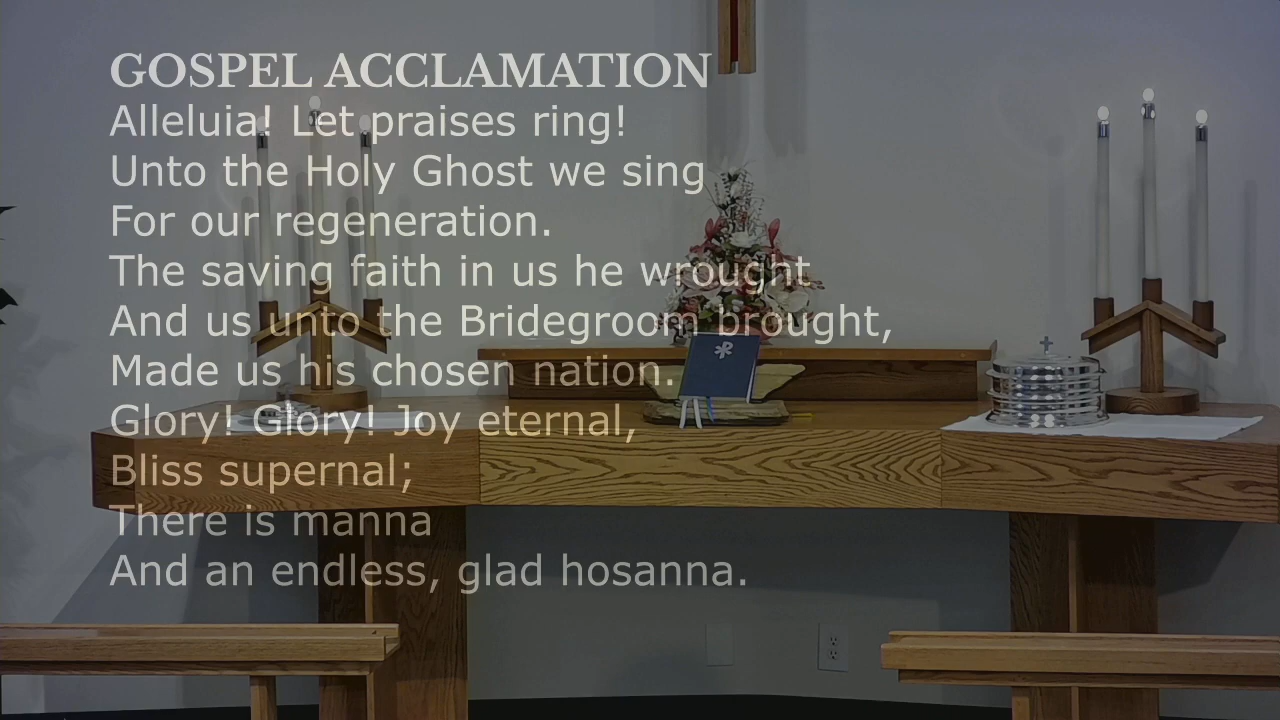 GOSPEL ACCLAMATION
Alleluia! Let praises ring!
Unto the Holy Ghost we sing
For our regeneration.
The saving faith in us he wrought
And us unto the Bridegroom brought,
Made us his chosen nation.
Glory! Glory! Joy eternal,
Bliss supernal;
There is manna
And an endless, glad hosanna.